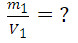 m₁/V₁ = ?